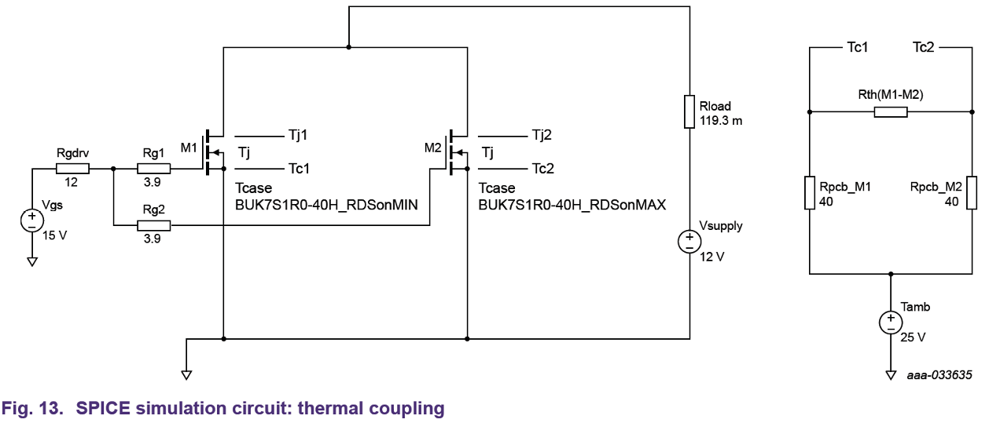 Tc1
Tc2
Rth(M1-M2)
Rload
119.3 m
M1
Tj1
Tj
Tc1
Tcase
BUK7S1R0-40H_RDSonMIN
M2
Tj2
Tj
Tc2
Tcase
BUK7S1R0-40H_RDSonMAX
Rgdrv
12
Rg1
3.9
Rg2
3.9
Vgs
+
−
15 V
Vsupply
+
−
12 V
Rpcb_M1
40
Rpcb_M2
40
Tamb
+
−
25 V
aaa-033635
Fig. 13. SPICE simulation circuit: thermal coupling